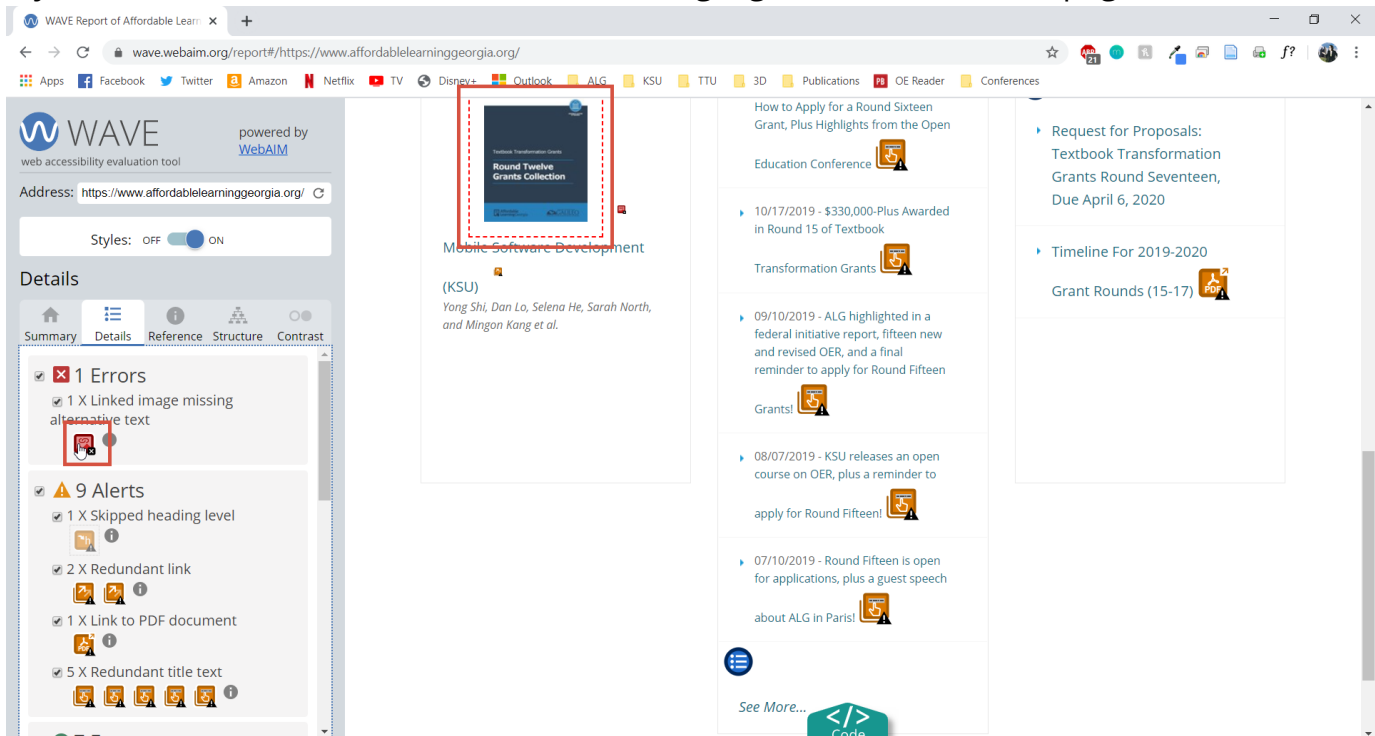 WAVE Report of Affordable Learn
wave.webaim.org/report#/https://www.affordablelearninggeorgia.org/
21
f?
Apps Facebook Twitter Amazon Netflix TV Disney+ Outlook ALG KSU TTU 3D Publications OE Reader Conferences
WAVE
web accessibility evaluation tool
powered by
WebAIM
Address: https://www.affordablelearninggeorgia.org/
Styles: OFF ON
Details
Summary Details Reference Structure Contrast
1 Errors
1 X Linked image missing
alternative text
9 Alerts
1 X Skipped heading level
2 X Redundant link
1 X Link to PDF document
PDF
5 X Redundant title text
Textbook Transformation Grants
Round Twelve
Grants Collection
Mobile Software Development
(KSU)
Yong Shi, Dan Lo, Selena He, Sarah North,
and Mingon Kang et al.
How to Apply for a Round Sixteen
Grant, Plus Highlights from the Open
Education Conference
10/17/2019 - $330,000-Plus Awarded
in Round 15 of Textbook
Transformation Grants
09/10/2019 - ALG highlighted in a
federal initiative report, fifteen new
and revised OER, and a final
reminder to apply for Round Fifteen
Grants!
08/07/2019 - KSU releases an open
course on OER, plus a reminder to
apply for Round Fifteen!
07/10/2019 - Round Fifteen is open
for applications, plus a guest speech
about ALG in Paris!
See More...
</>
Code
Request for Proposals:
Textbook Transformation
Grants Round Seventeen,
Due April 6, 2020
Timeline For 2019-2020
Grant Rounds (15-17)
PDF